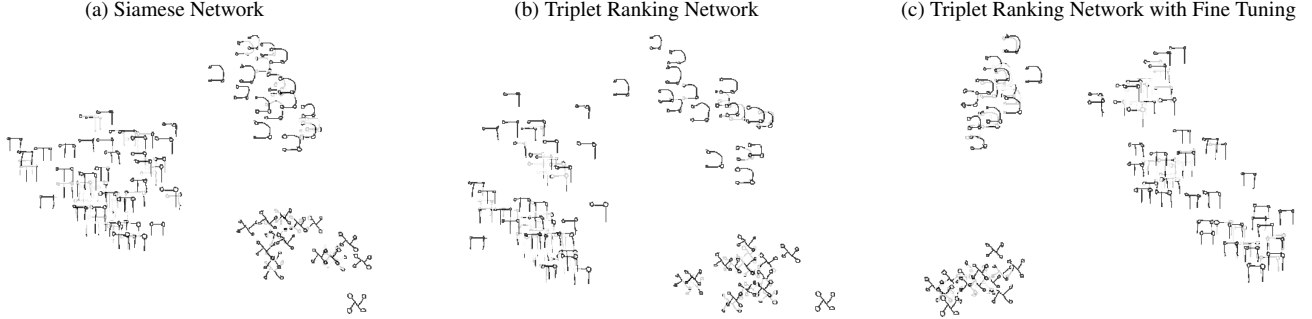 (a) Siamese Network
(b) Triplet Ranking Network
(c) Triplet Ranking Network with Fine Tuning